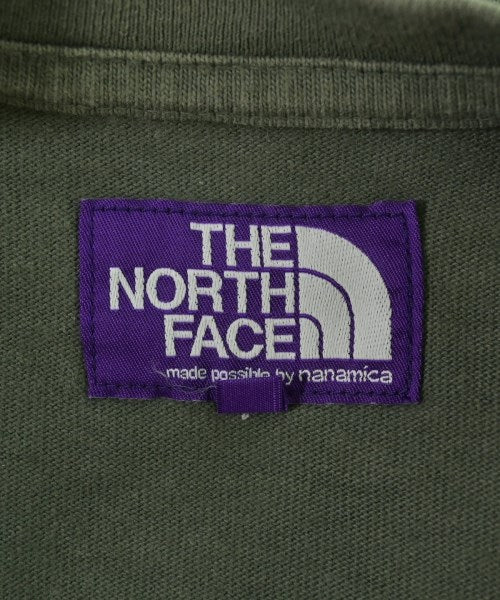 THE
NORTH
FACE
made possible by nanamica